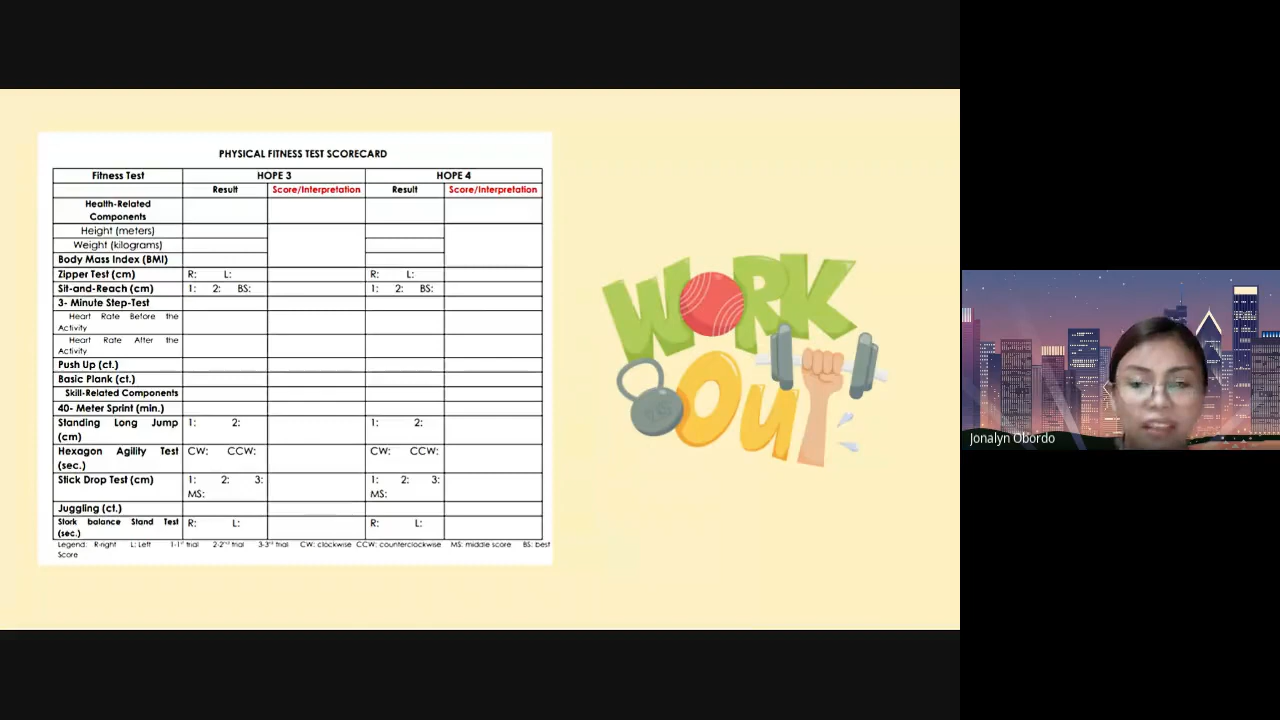 PHYSICAL FITNESS TEST SCORECARD
Fitness Test HOPE 3 HOPE 4
Result Score/Interpretation Result Score/Interpretation
Health-Related
Components
Height (meters)
Weight (kilograms)
Body Mass Index (BMI)
Zipper Test (cm) R: L: R: L:
Sit-and-Reach (cm) 1: 2: BS: 1: 2: BS:
3- Minute Step-Test
Heart Rate Before the
Activity
Heart Rate After the
Activity
Push Up (ct.)
Basic Plank (ct.)
Skill-Related Components
40- Meter Sprint (min.)
Standing Long Jump 1: 2: 1: 2:
(cm)
Hexagon Agility Test CW: CCW: CW: CCW:
(sec.)
Stick Drop Test (cm) 1: 2: 3: 1: 2: 3:
MS: MS:
Juggling (ct.)
Stork balance Stand Test R: L: R: L:
(sec.)
Legend: R-right L: Left 1-1st trial 2-2nd trial 3-3rd trial CW: clockwise CCW: counterclockwise MS: middle score BS: best
Score
WORK
Out
Jonalyn Obordo